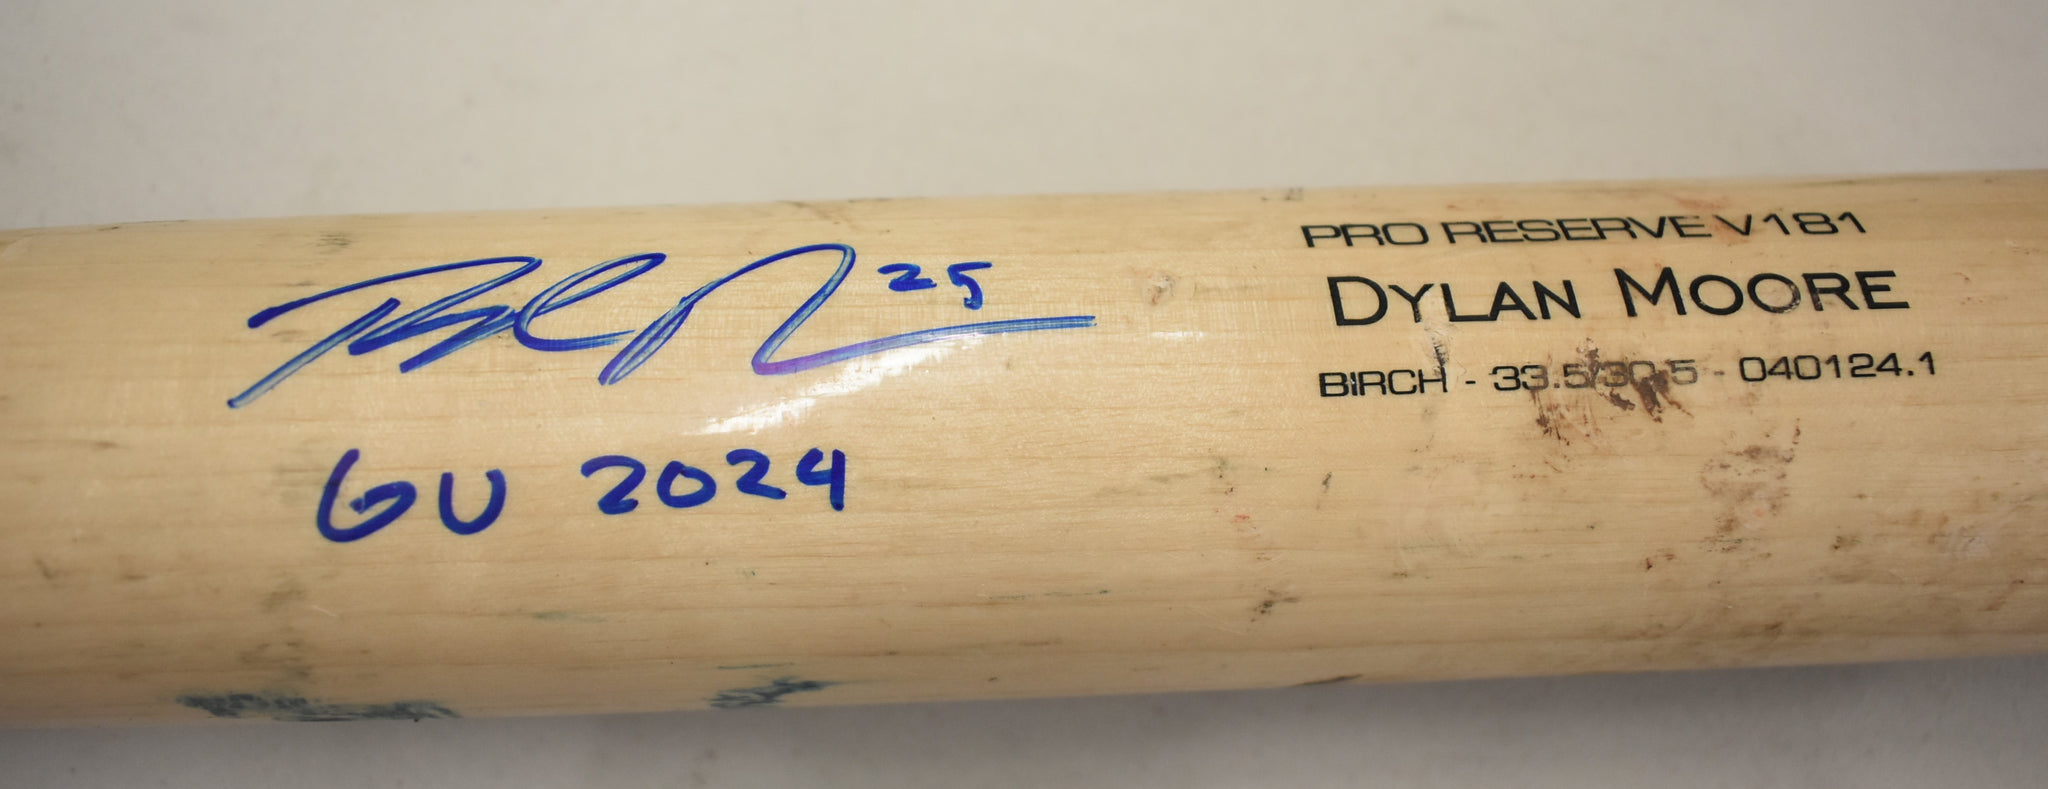 25
GU 2024
PRO RESERVE V181
DYLAN MOORE
BIRCH - 33.5/30.5 - 040124.1